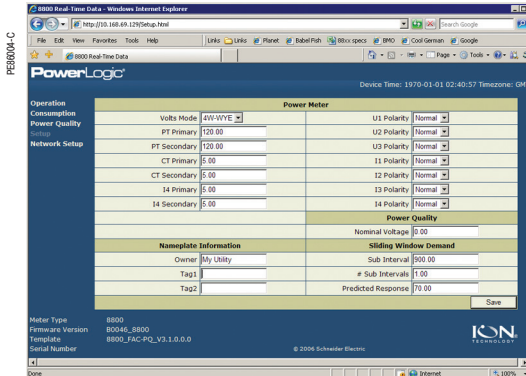 PE86004-C
8800 Real-Time Data - Windows Internet Explorer
http://10.168.69.129/Setup.html
Search Google
File Edit View Favorites Tools Help
Links Links Planet Babel Fish 88xx specs BMO Cool German Google
8800 Real-Time Data
Page Tools
PowerLogic
Device Time: 1970-01-01 02:40:57 Timezone: GM
Operation
Consumption
Power Quality
Setup
Network Setup
Power Meter
Volts Mode 4W-WYE U1 Polarity Normal
PT Primary 120.00 U2 Polarity Normal
PT Secondary 120.00 U3 Polarity Normal
CT Primary 5.00 I1 Polarity Normal
CT Secondary 5.00 I2 Polarity Normal
I4 Primary 5.00 I3 Polarity Normal
I4 Secondary 5.00 I4 Polarity Normal
Power Quality
Nominal Voltage 0.00
Nameplate Information Sliding Window Demand
Owner My Utility Sub Interval 900.00
Tag1 # Sub Intervals 1.00
Tag2 Predicted Response 70.00
Save
Meter Type 8800
Firmware Version B0046_8800
Template 8800_FAC-PQ_V3.1.0.0.0
Serial Number
© 2006 Schneider Electric
ION
TECHNOLOGY
Done Internet 100%